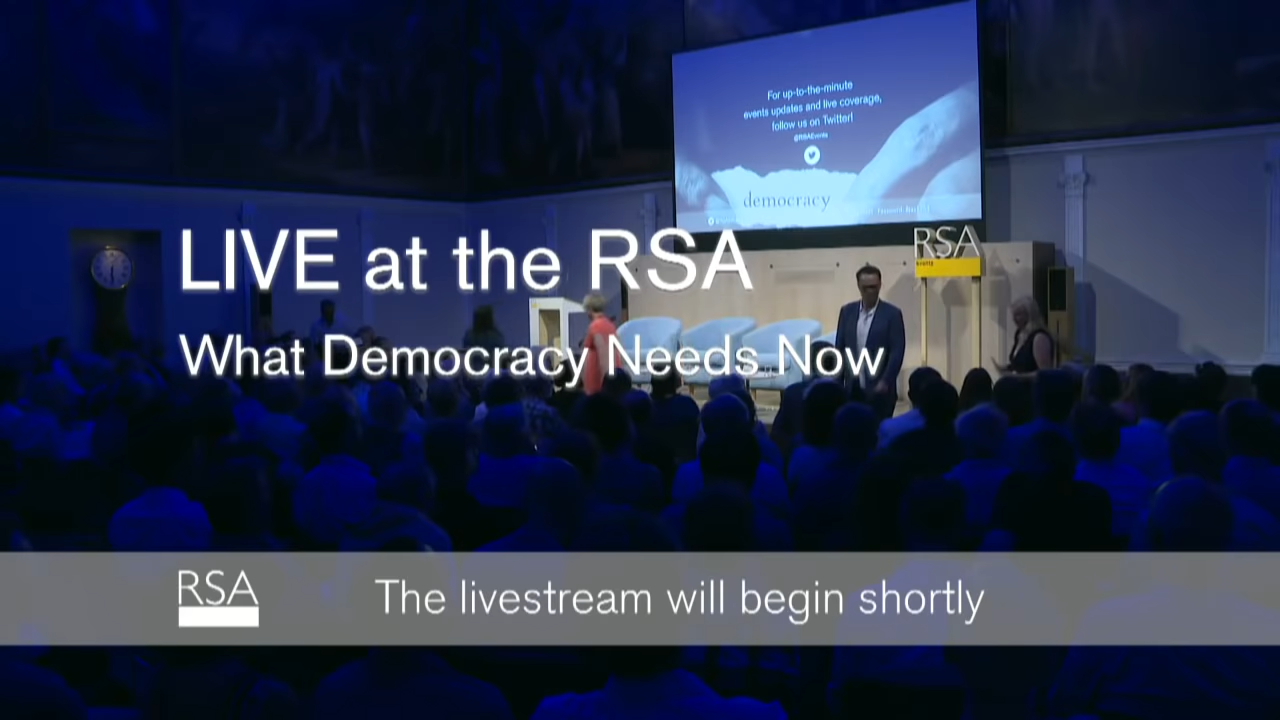 For up-to-the-minute
events updates and live coverage,
follow us on Twitter!
@RSAEvents
democracy
RSA
LIVE at the RSA
What Democracy Needs Now
RSA
The livestream will begin shortly